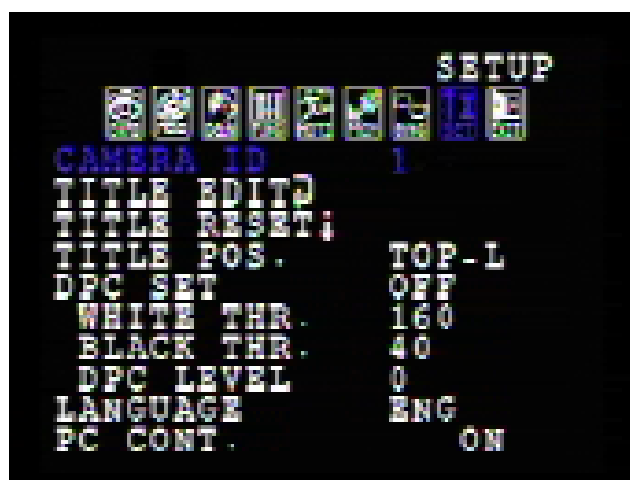 SETUP
CAMERA ID 1
TITLE EDIT
TITLE RESET
TITLE POS. TOP-L
DPC SET OFF
WHITE THR. 160
BLACK THR. 40
DPC LEVEL 0
LANGUAGE ENG
PC CONT. ON